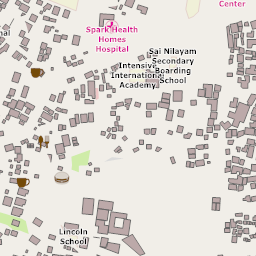 Center
Spark Health
Homes
Hospital
Sai Nilayam
Secondary
Boarding
School
Intensive
International
Academy
Lincoln
School